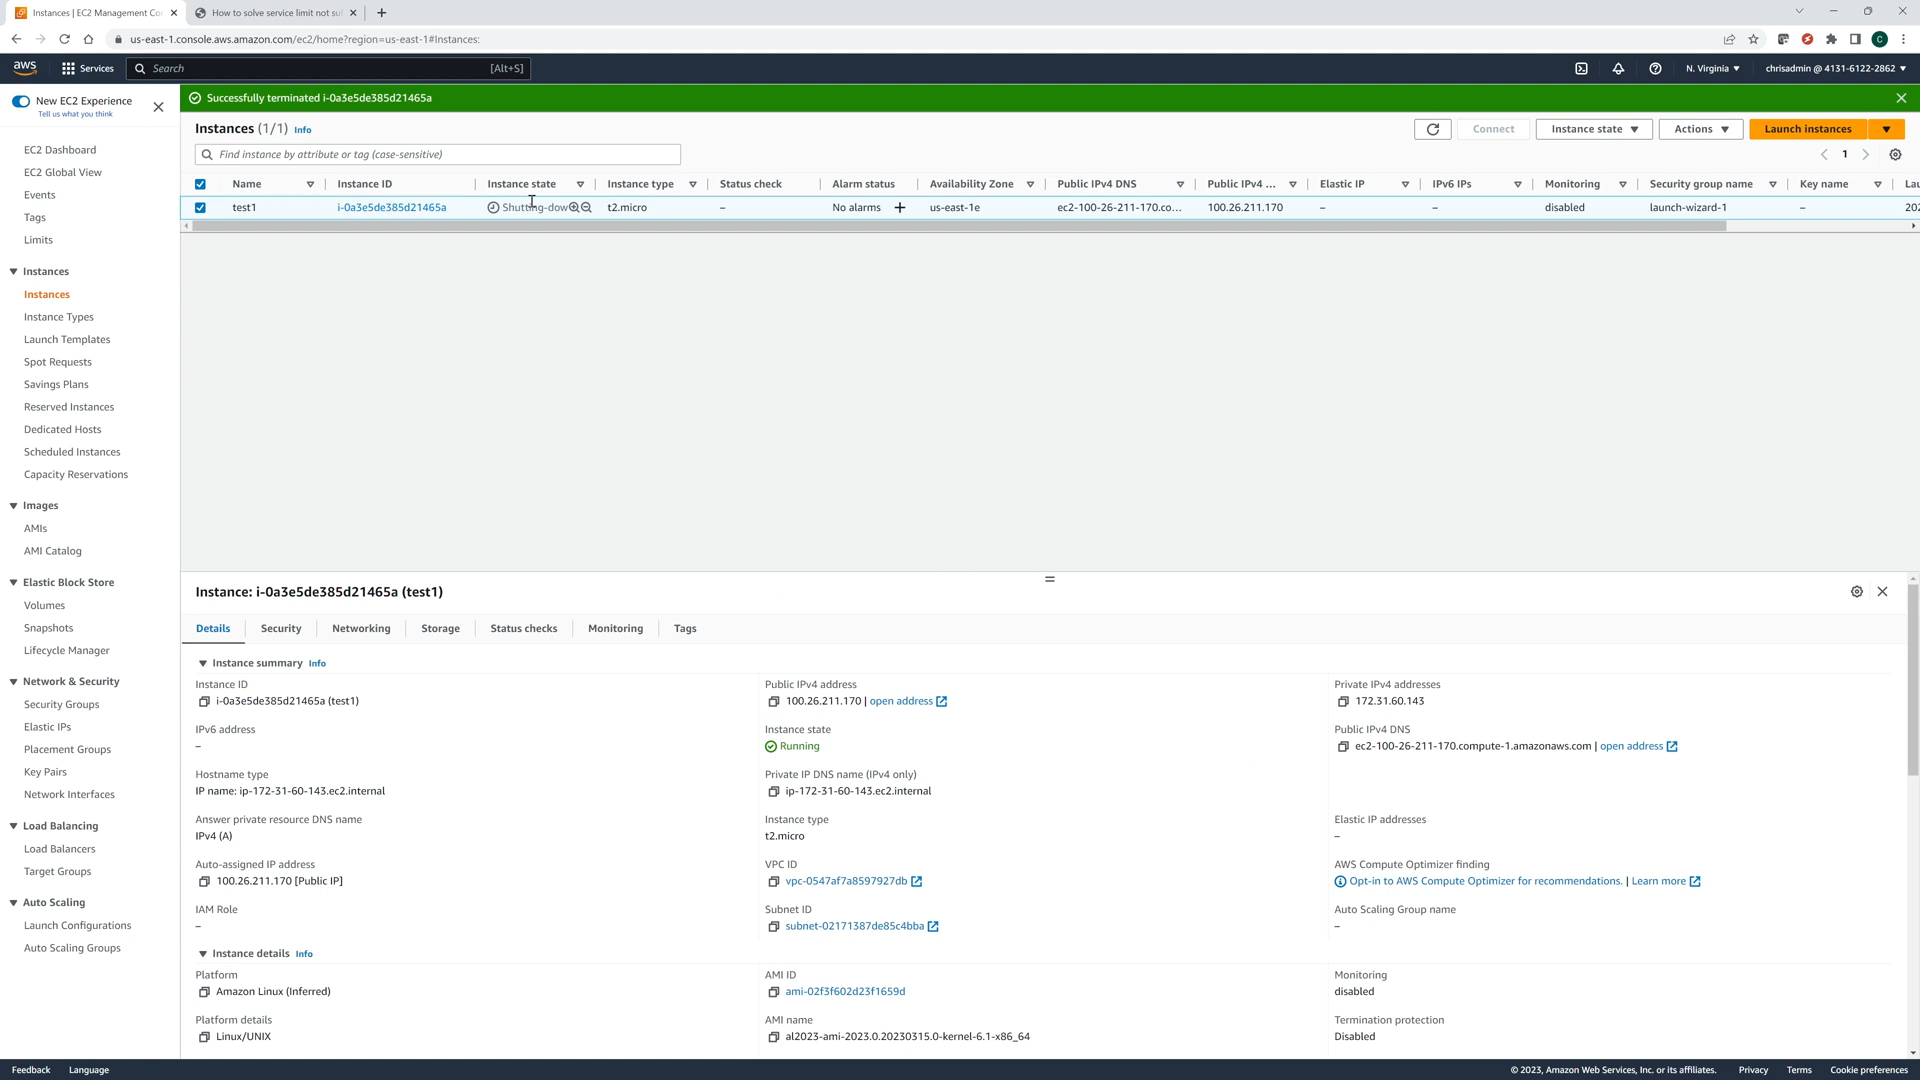 Instances | EC2 Management Co
How to solve service limit not su
us-east-1.console.aws.amazon.com/ec2/home?region=us-east-1#Instances:
C
aws
Services
Search
[Alt+S]
N. Virginia
chrisadmin @ 4131-6122-2862
New EC2 Experience
Tell us what you think
EC2 Dashboard
EC2 Global View
Events
Tags
Limits
Instances
Instances
Instance Types
Launch Templates
Spot Requests
Savings Plans
Reserved Instances
Dedicated Hosts
Scheduled Instances
Capacity Reservations
Images
AMIs
AMI Catalog
Elastic Block Store
Volumes
Snapshots
Lifecycle Manager
Network & Security
Security Groups
Elastic IPs
Placement Groups
Key Pairs
Network Interfaces
Load Balancing
Load Balancers
Target Groups
Auto Scaling
Launch Configurations
Auto Scaling Groups
Successfully terminated i-0a3e5de385d21465a
Instances (1/1) Info
Connect
Instance state
Actions
Launch instances
Find instance by attribute or tag (case-sensitive)
1
Name Instance ID Instance state Instance type Status check Alarm status Availability Zone Public IPv4 DNS Public IPv4 ... Elastic IP IPv6 IPs Monitoring Security group name Key name Lau
test1 i-0a3e5de385d21465a Shutting-dow t2.micro – No alarms us-east-1e ec2-100-26-211-170.co... 100.26.211.170 – – disabled launch-wizard-1 – 202
Instance: i-0a3e5de385d21465a (test1)
Details Security Networking Storage Status checks Monitoring Tags
Instance summary Info
Instance ID
i-0a3e5de385d21465a (test1)
Public IPv4 address
100.26.211.170 | open address
Private IPv4 addresses
172.31.60.143
IPv6 address
–
Instance state
Running
Public IPv4 DNS
ec2-100-26-211-170.compute-1.amazonaws.com | open address
Hostname type
IP name: ip-172-31-60-143.ec2.internal
Private IP DNS name (IPv4 only)
ip-172-31-60-143.ec2.internal
Answer private resource DNS name
IPv4 (A)
Instance type
t2.micro
Elastic IP addresses
–
Auto-assigned IP address
100.26.211.170 [Public IP]
VPC ID
vpc-0547af7a8597927db
AWS Compute Optimizer finding
Opt-in to AWS Compute Optimizer for recommendations. | Learn more
IAM Role
–
Subnet ID
subnet-02171387de85c4bba
Auto Scaling Group name
–
Instance details Info
Platform
Amazon Linux (Inferred)
AMI ID
ami-02f3f602d23f1659d
Monitoring
disabled
Platform details
Linux/UNIX
AMI name
al2023-ami-2023.0.20230315.0-kernel-6.1-x86_64
Termination protection
Disabled
Feedback
Language
© 2023, Amazon Web Services, Inc. or its affiliates.
Privacy
Terms
Cookie preferences